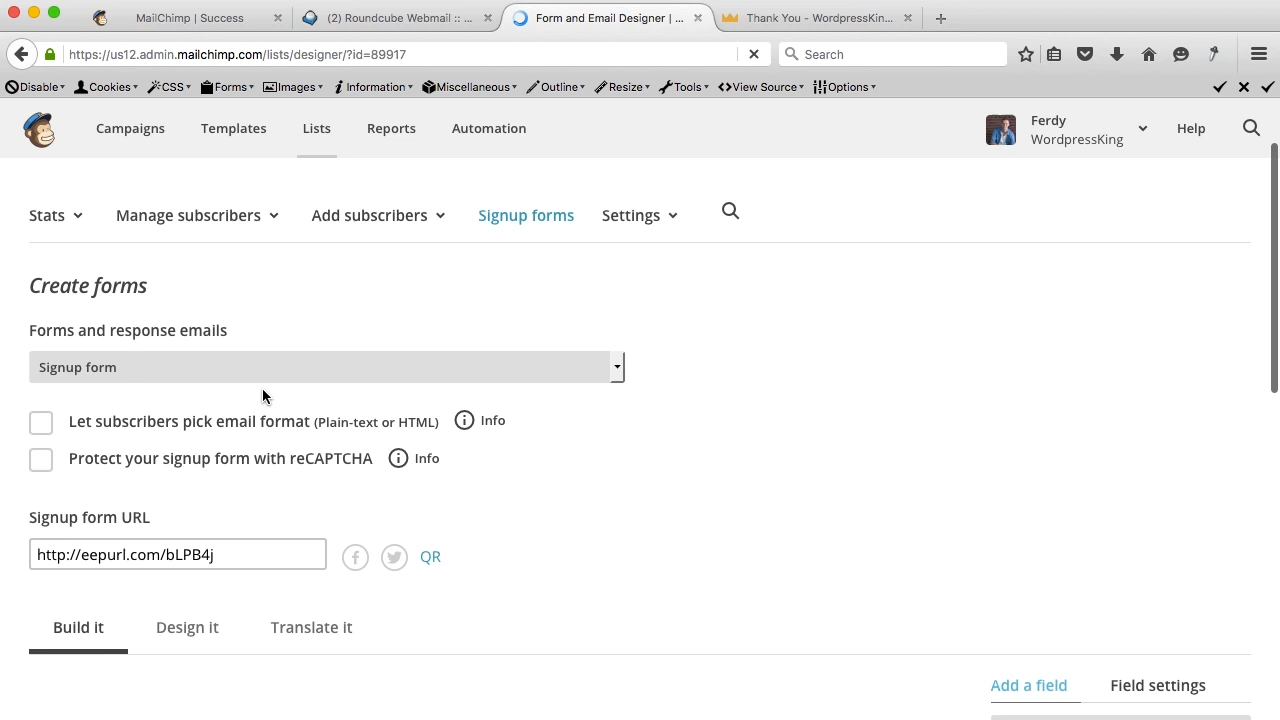 MailChimp | Success
(2) Roundcube Webmail :: ...
Form and Email Designer | ...
Thank You - WordpressKin...
https://us12.admin.mailchimp.com/lists/designer/?id=89917
Search
Disable Cookies CSS Forms Images Information Miscellaneous Outline Resize Tools View Source Options
Campaigns Templates Lists Reports Automation
Ferdy
WordpressKing
Help
Stats Manage subscribers Add subscribers Signup forms Settings
Create forms
Forms and response emails
Signup form
Let subscribers pick email format (Plain-text or HTML) Info
Protect your signup form with reCAPTCHA Info
Signup form URL
http://eepurl.com/bLPB4j
QR
Build it Design it Translate it
Add a field Field settings